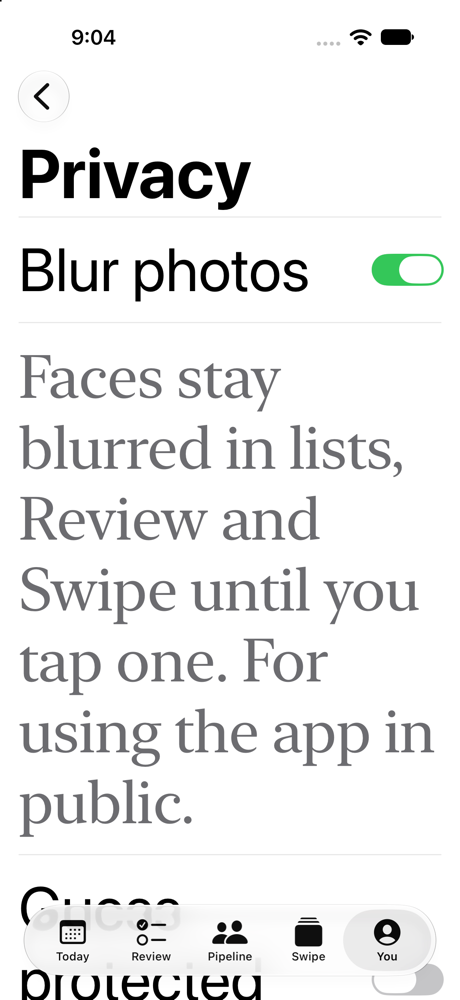 9:04
Privacy
Blur photos
Faces stay
blurred in lists,
Review and
Swipe until you
tap one. For
using the app in
public.
protected
Today
Review
Pipeline
Swipe
You